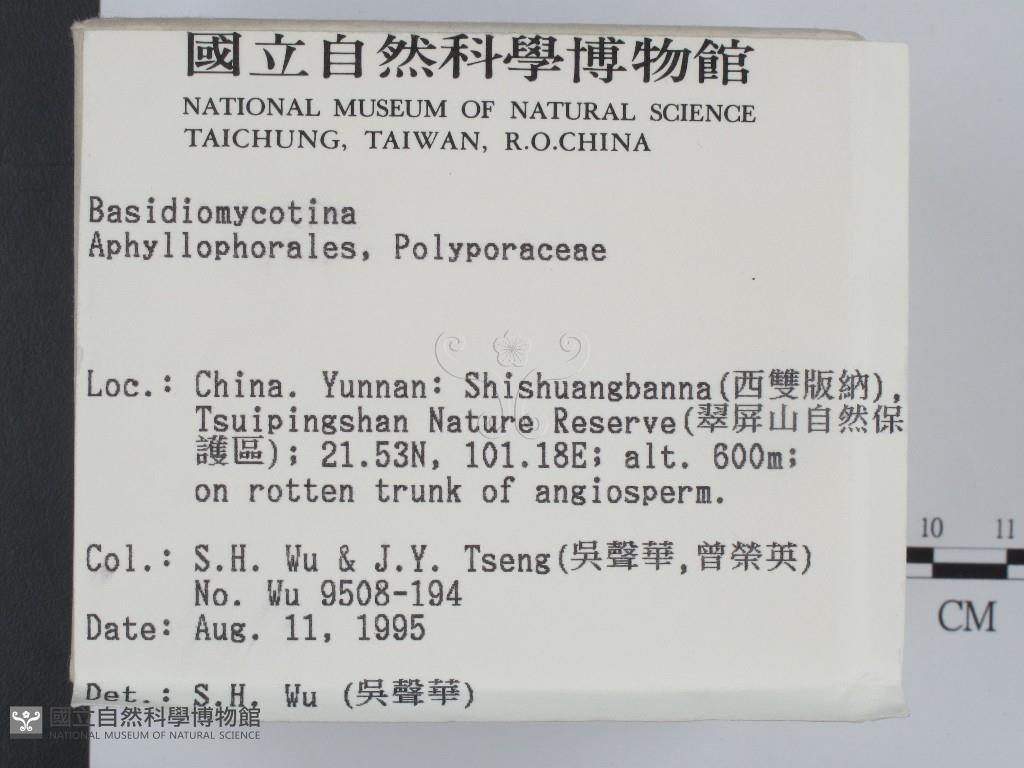 國立自然科學博物館
NATIONAL MUSEUM OF NATURAL SCIENCE
TAICHUNG, TAIWAN, R.O.CHINA
Basidiomycotina
Aphyllophorales, Polyporaceae
Loc.: China. Yunnan: Shishuangbanna(西雙版納),
Tsuipingshan Nature Reserve(翠屏山自然保
護區); 21.53N, 101.18E; alt. 600m;
on rotten trunk of angiosperm.
Col.: S.H. Wu & J.Y. Tseng(吳聲華,曾榮英)
No. Wu 9508-194
Date: Aug. 11, 1995
Det.: S.H. Wu (吳聲華)
10 11
CM
國立自然科學博物館
NATIONAL MUSEUM OF NATURAL SCIENCE